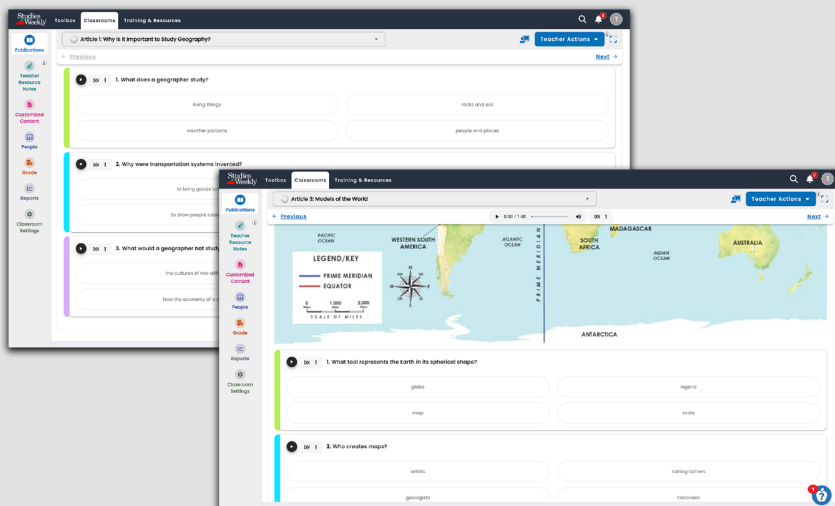 Studies Weekly
Toolbox Classrooms Training & Resources
T
Article 1: Why Is It Important to Study Geography?
Teacher Actions
← Previous
Next →
Publications
Teacher Resource Notes
Customized Content
People
Grade
Reports
Classroom Settings
1. What does a geographer study?
living things
rocks and soil
weather patterns
people and places
2. Why were transportation systems invented?
to bring goods to
to draw people close
3. What would a geographer not study
the cultures of two diff
how the economy of a
Studies Weekly
Toolbox Classrooms Training & Resources
T
Article 3: Models of the World
Teacher Actions
← Previous
0:00 / 1:45
1
Next →
Publications
Teacher Resource Notes
Customized Content
People
Grade
Reports
Classroom Settings
PACIFIC OCEAN
WESTERN SOUTH AMERICA
ATLANTIC OCEAN
PRIME MERIDIAN
SOUTH AFRICA
MADAGASCAR
INDIAN OCEAN
AUSTRALIA
ANTARCTICA
LEGEND/KEY
PRIME MERIDIAN
EQUATOR
0 1,000 2,000
SCALE OF MILES
1. What tool represents the Earth in its spherical shape?
globe
legend
map
scale
2. Who creates maps?
artists
cartographers
geologists
historians
1
?